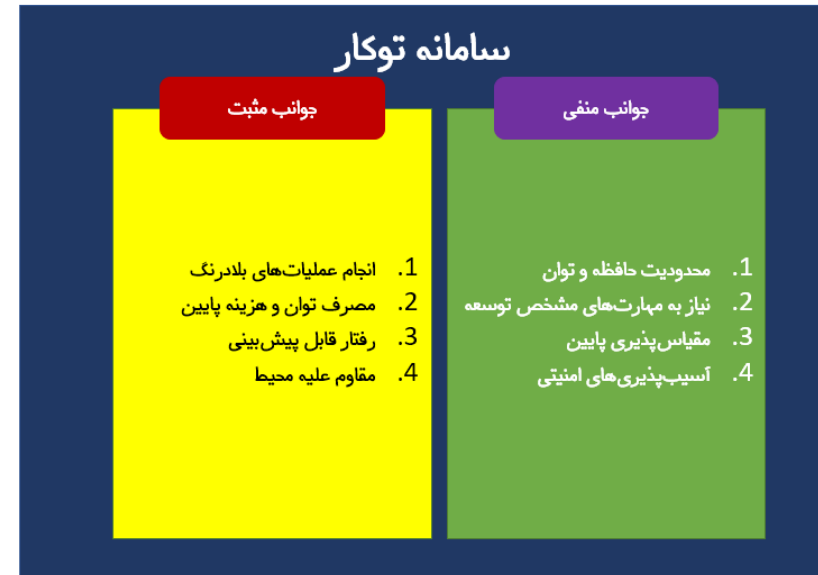 سامانه توکار
جوانب منفی
1. محدودیت حافظه و توان
2. نیاز به مهارت‌های مشخص توسعه
3. مقیاس‌پذیری پایین
4. آسیب‌پذیری‌های امنیتی
جوانب مثبت
1. انجام عملیات‌های بلادرنگ
2. مصرف توان و هزینه پایین
3. رفتار قابل پیش‌بینی
4. مقاوم علیه محیط